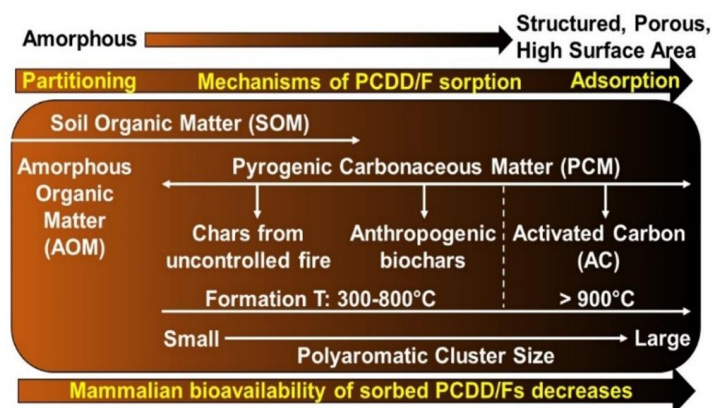 Amorphous
Structured, Porous,
High Surface Area
Partitioning Mechanisms of PCDD/F sorption Adsorption
Soil Organic Matter (SOM)
Amorphous
Organic
Matter
(AOM)
Pyrogenic Carbonaceous Matter (PCM)
Chars from
uncontrolled fire
Anthropogenic
biochars
Activated Carbon
(AC)
Formation T: 300-800°C
> 900°C
Small
Large
Polyaromatic Cluster Size
Mammalian bioavailability of sorbed PCDD/Fs decreases